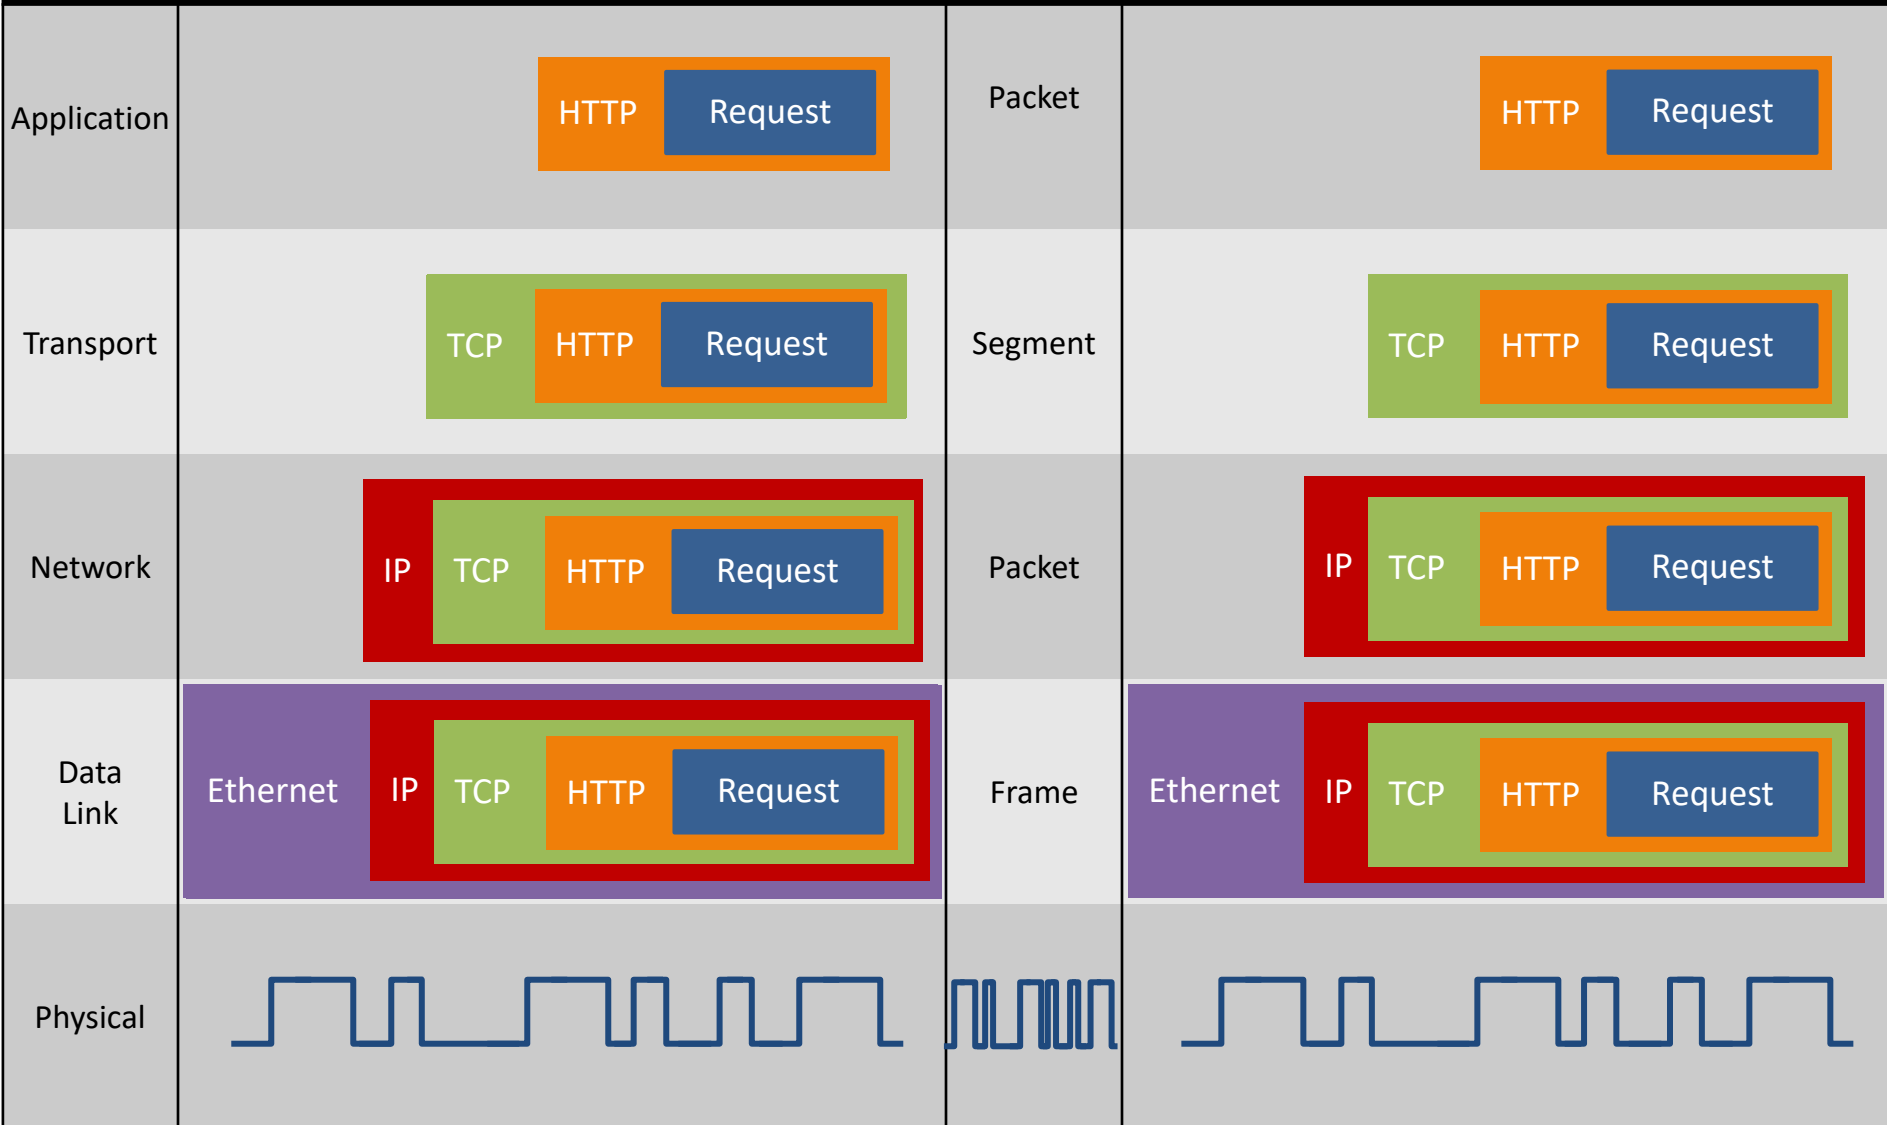 Application HTTP Request Packet HTTP Request
Transport TCP HTTP Request Segment TCP HTTP Request
Network IP TCP HTTP Request Packet IP TCP HTTP Request
Data
Link
Ethernet IP TCP HTTP Request Frame Ethernet IP TCP HTTP Request
Physical